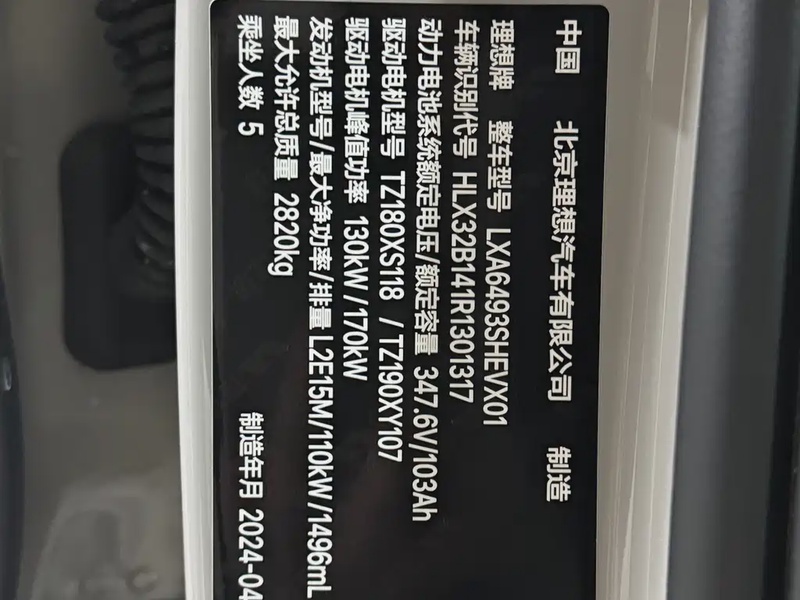 中国 北京理想汽车有限公司 制造
理想牌 整车型号 LXA6493SHEVX01
车辆识别代号 HLX32B141R1301317
动力电池系统额定电压/额定容量 347.6V/103Ah
驱动电机型号 TZ180XS118 / TZ190XY107
驱动电机峰值功率 130kW/170kW
发动机型号/最大净功率/排量 L2E15M/110kW/1496mL
最大允许总质量 2820kg
乘坐人数 5 制造年月 2024-04